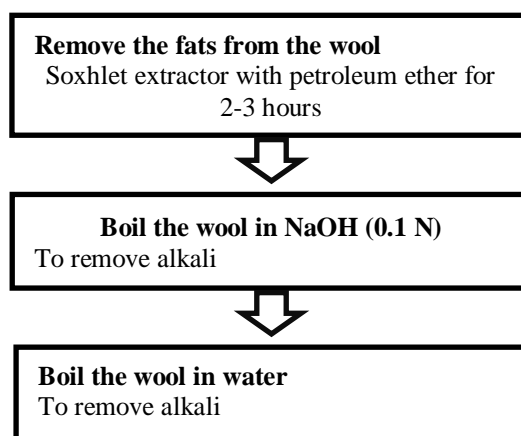 Remove the fats from the wool
Soxhlet extractor with petroleum ether for
2-3 hours
Boil the wool in NaOH (0.1 N)
To remove alkali
Boil the wool in water
To remove alkali